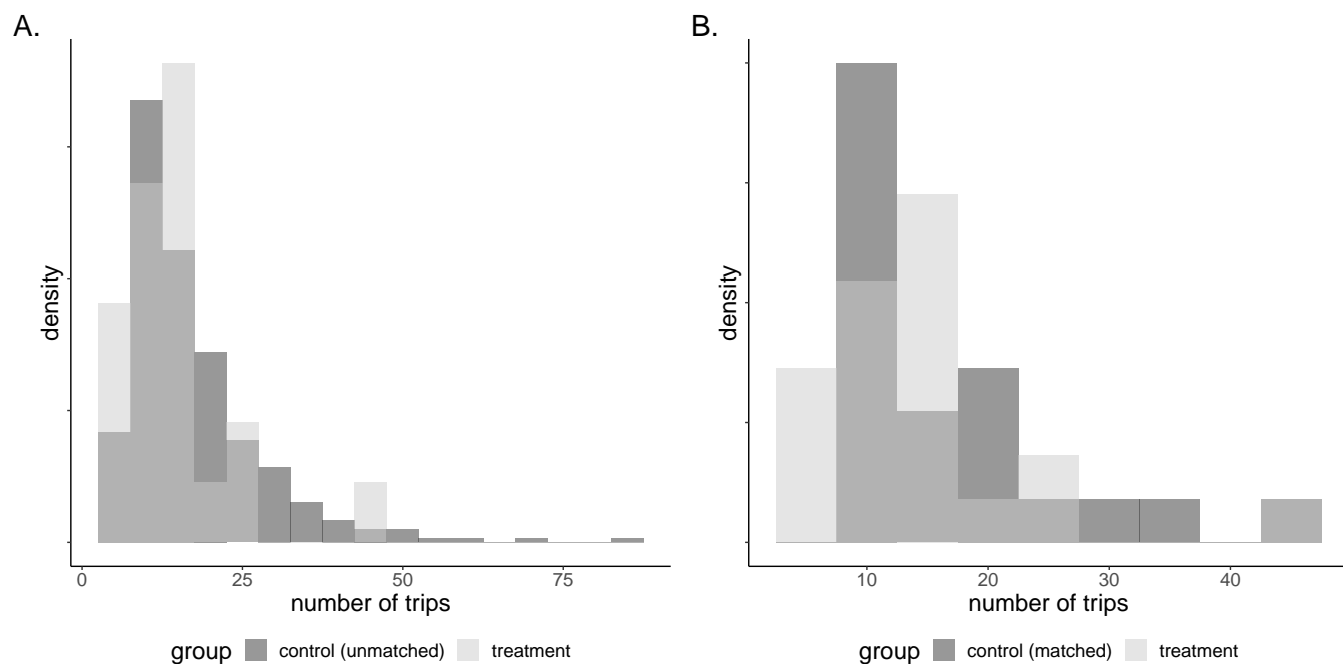 A.
density
0 25 50 75
number of trips
group control (unmatched) treatment
B.
density
10 20 30 40
number of trips
group control (matched) treatment